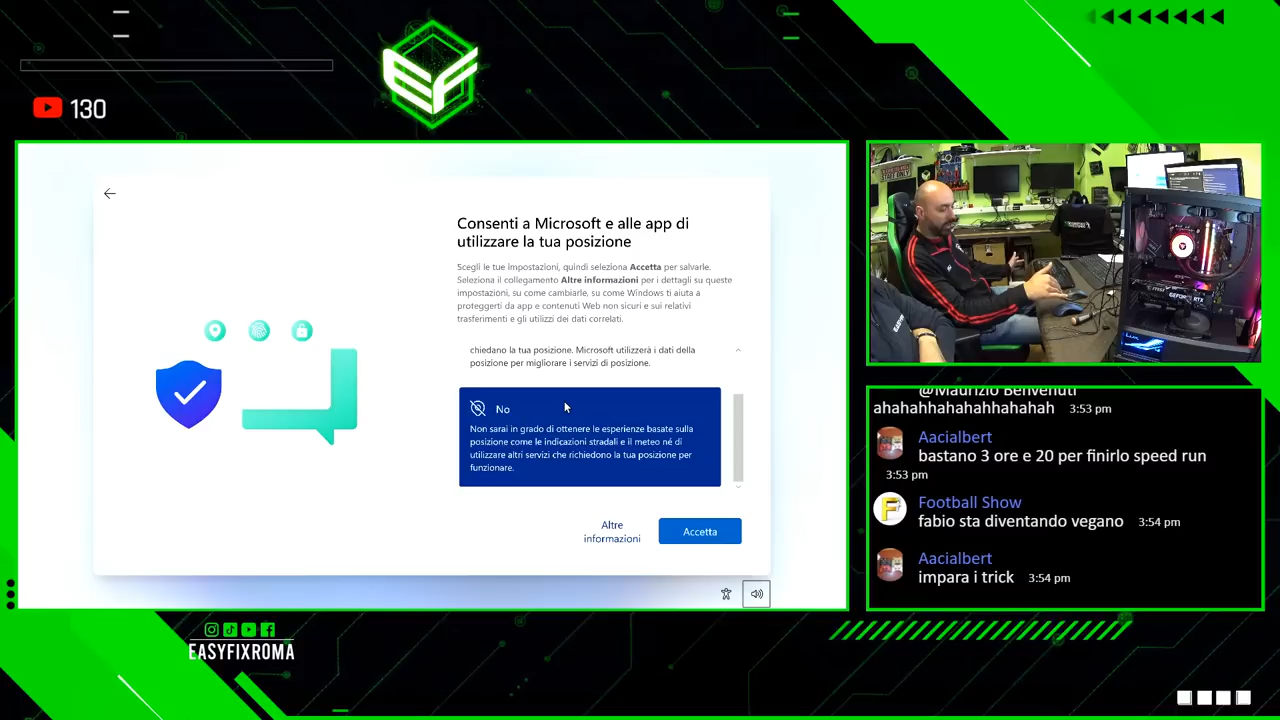 130
EF
Consenti a Microsoft e alle app di
utilizzare la tua posizione
Scegli le tue impostazioni, quindi seleziona Accetta per salvarle.
Seleziona il collegamento Altre informazioni per i dettagli su queste
impostazioni, su come cambiarle, su come Windows ti aiuta a
proteggerti da app e contenuti Web non sicuri e sui relativi
trasferimenti e gli utilizzi dei dati correlati.
chiedano la tua posizione. Microsoft utilizzerà i dati della
posizione per migliorare i servizi di posizione.
No
Non sarai in grado di ottenere le esperienze basate sulla
posizione come le indicazioni stradali e il meteo né di
utilizzare altri servizi che richiedono la tua posizione per
funzionare.
Altre
informazioni
Accetta
GEFORCE RTX
@Maurizio Benvenuti
ahahahhahahahhahahah 3:53 pm
Aacialbert
bastano 3 ore e 20 per finirlo speed run
3:53 pm
Football Show
fabio sta diventando vegano 3:54 pm
Aacialbert
impara i trick 3:54 pm
EASYFIXROMA